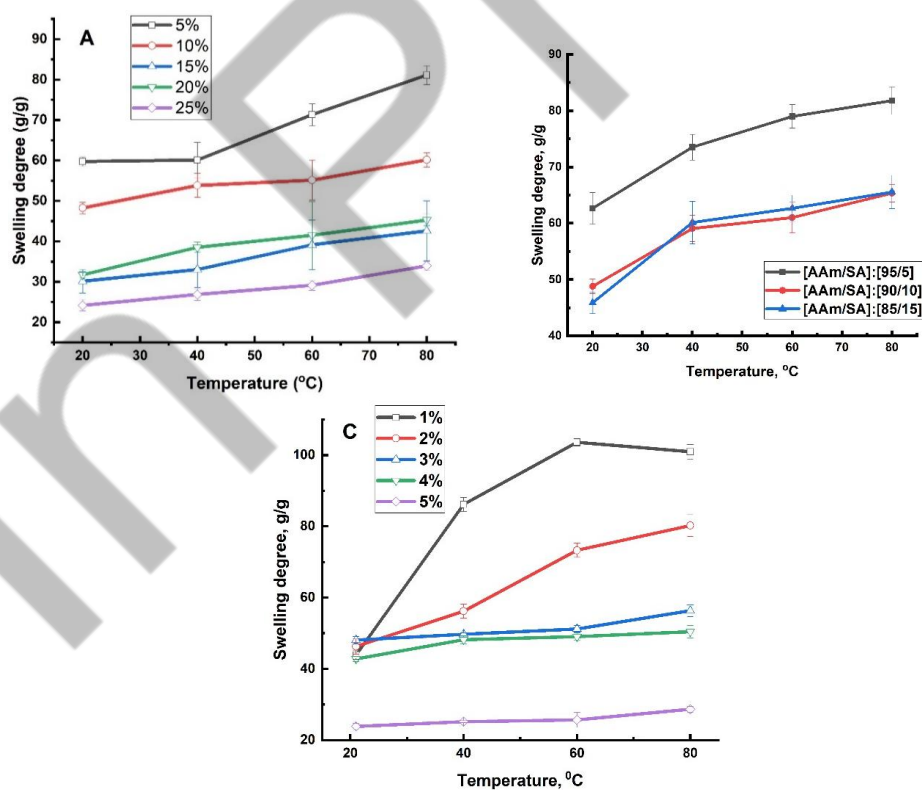 A
5%
10%
15%
20%
25%
90
80
70
60
50
40
30
20
Swelling degree (g/g)
20 30 40 50 60 70 80
Temperature (°C)
90
80
70
60
50
40
Swelling degree, g/g
[AAm/SA]:[95/5]
[AAm/SA]:[90/10]
[AAm/SA]:[85/15]
20 30 40 50 60 70 80
Temperature, °C
C
1%
2%
3%
4%
5%
100
80
60
40
20
Swelling degree, g/g
20 40 60 80
Temperature, ⁰C